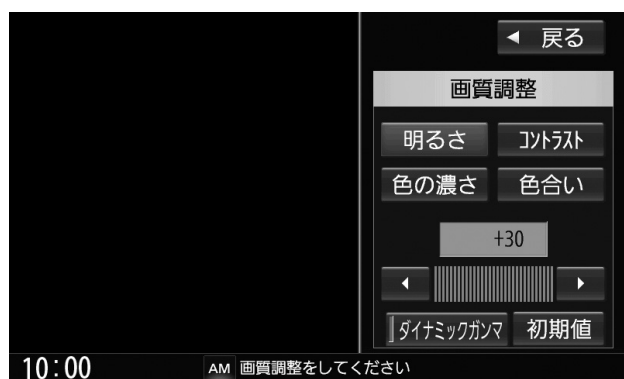 戻る
画質調整
明るさ コントラスト
色の濃さ 色合い
+30
ダイナミックガンマ 初期値
10:00 AM 画質調整をしてください